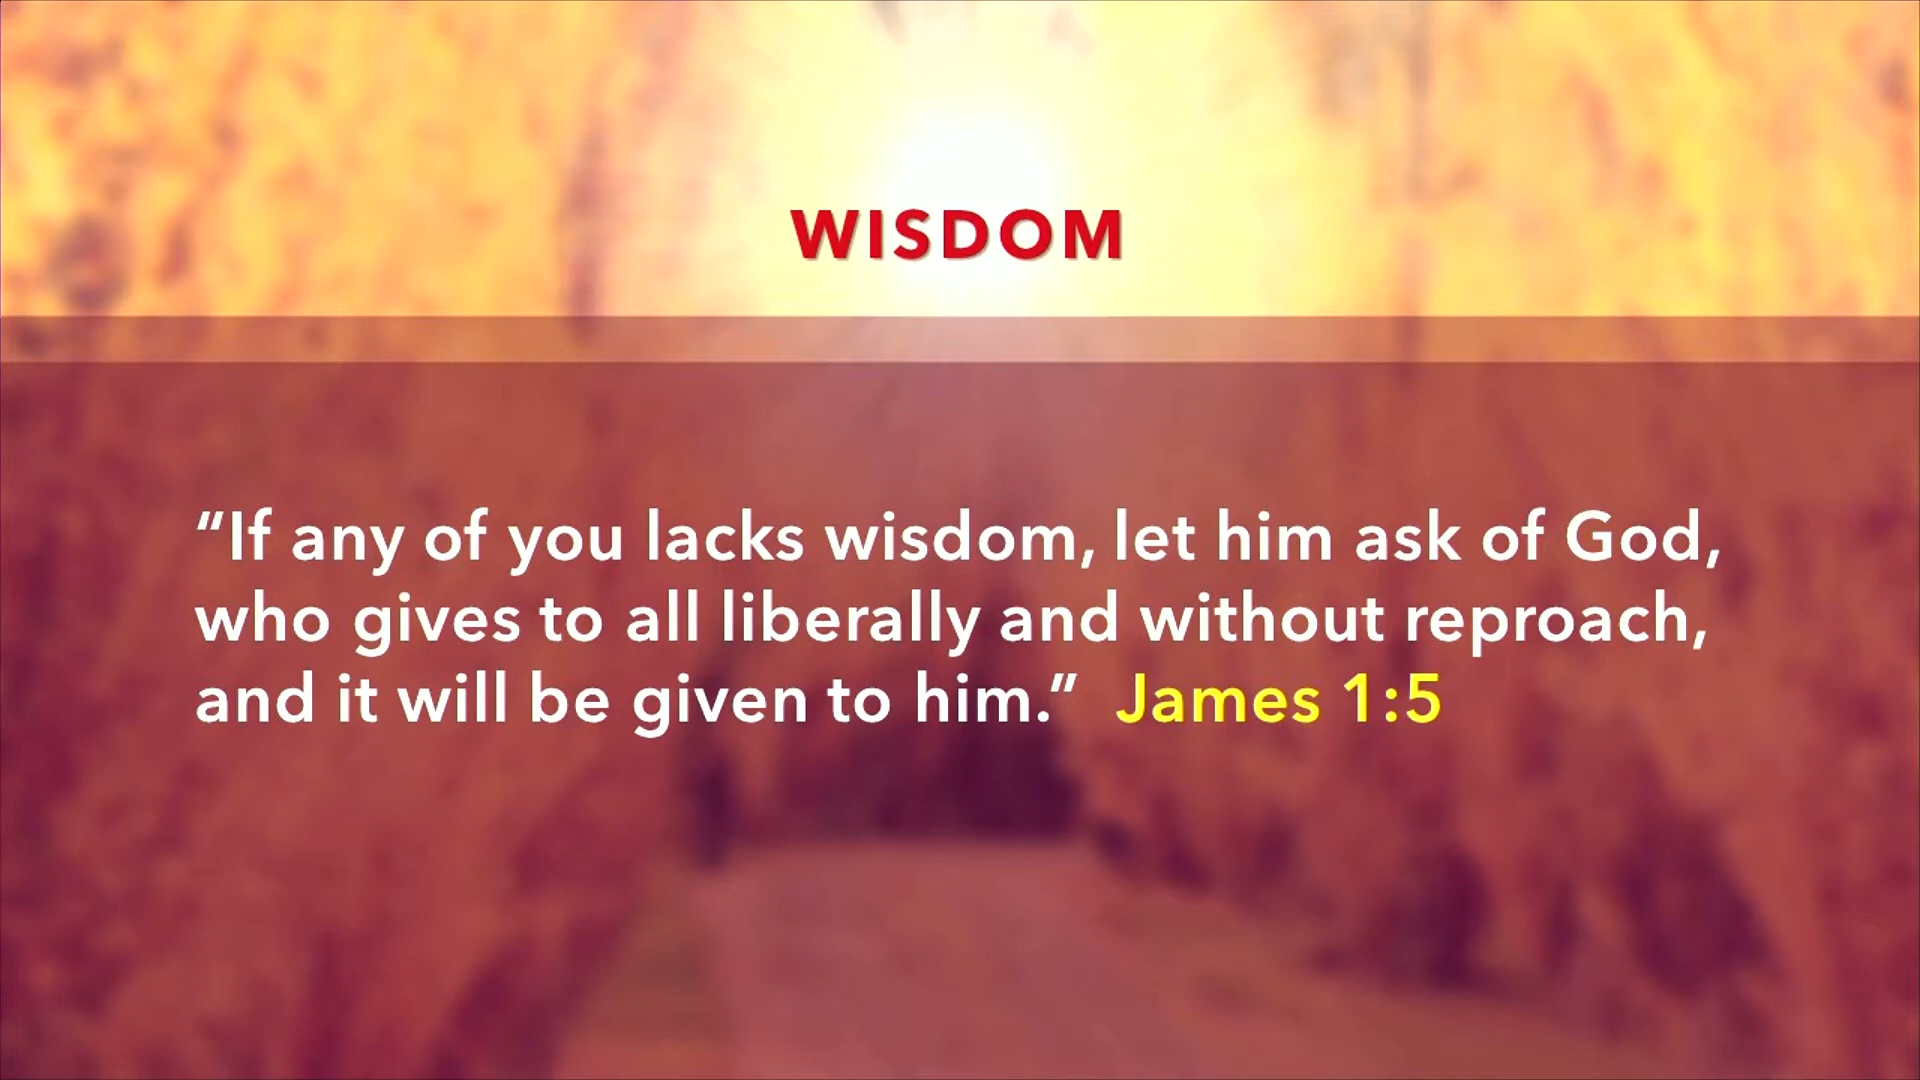 WISDOM
“If any of you lacks wisdom, let him ask of God,
who gives to all liberally and without reproach,
and it will be given to him.” James 1:5